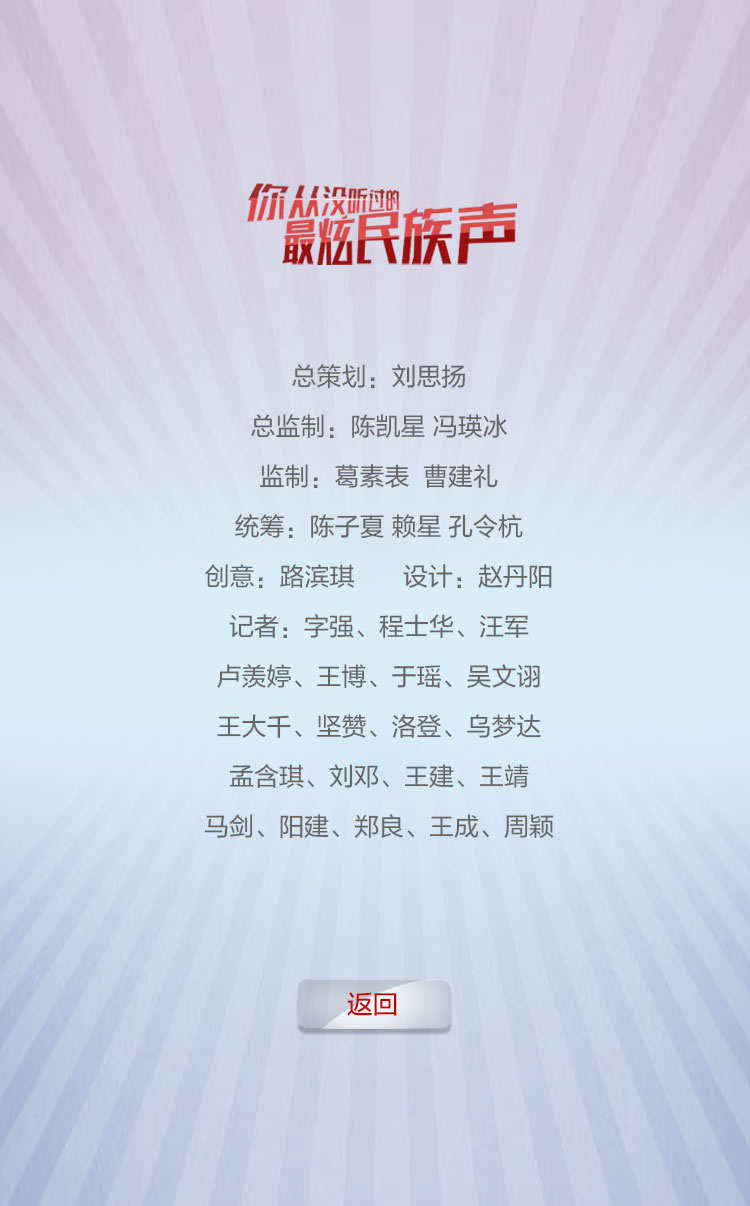 你从没听过的
最炫民族声
总策划：刘思扬
总监制：陈凯星 冯瑛冰
监制：葛素表 曹建礼
统筹：陈子夏 赖星 孔令杭
创意：路滨琪 设计：赵丹阳
记者：字强、程士华、汪军
卢羡婷、王博、于瑶、吴文诩
王大千、坚赞、洛登、乌梦达
孟含琪、刘邓、王建、王靖
马剑、阳建、郑良、王成、周颖
返回